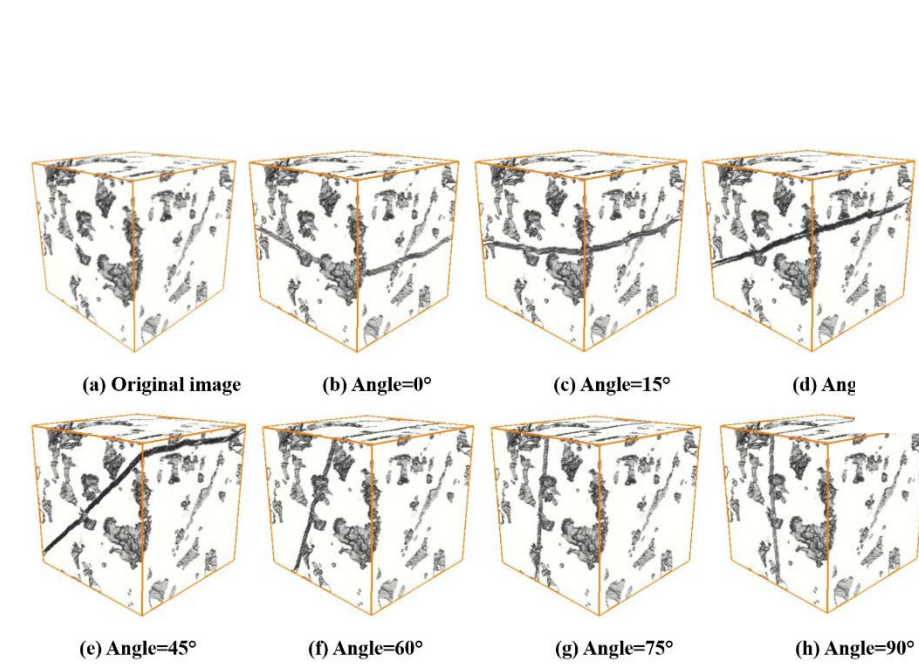 (a) Original image
(b) Angle=0°
(c) Angle=15°
(d) Ang
(e) Angle=45°
(f) Angle=60°
(g) Angle=75°
(h) Angle=90°